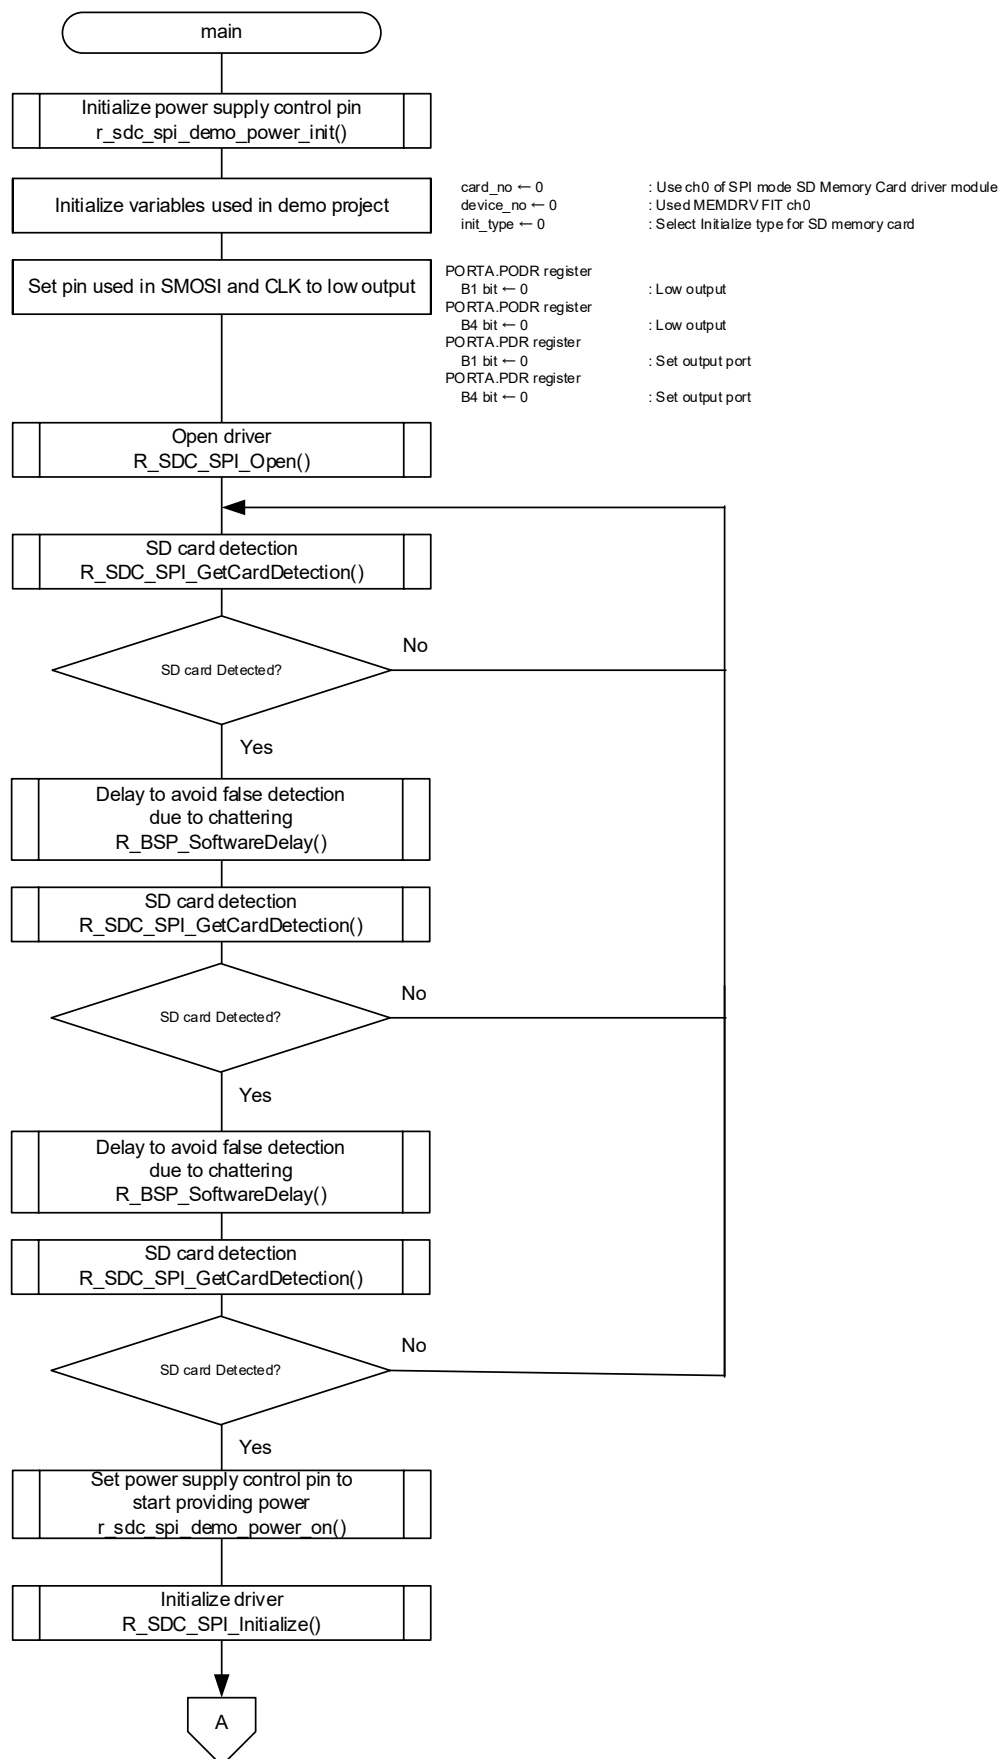 main
Initialize power supply control pin
r_sdc_spi_demo_power_init()
Initialize variables used in demo project
card_no ← 0 : Use ch0 of SPI mode SD Memory Card driver module
device_no ← 0 : Used MEMDRV FIT ch0
init_type ← 0 : Select Initialize type for SD memory card
Set pin used in SMOSI and CLK to low output
PORTA.PODR register
B1 bit ← 0 : Low output
PORTA.PODR register
B4 bit ← 0 : Low output
PORTA.PDR register
B1 bit ← 0 : Set output port
PORTA.PDR register
B4 bit ← 0 : Set output port
Open driver
R_SDC_SPI_Open()
SD card detection
R_SDC_SPI_GetCardDetection()
SD card Detected?
No
Yes
Delay to avoid false detection
due to chattering
R_BSP_SoftwareDelay()
SD card detection
R_SDC_SPI_GetCardDetection()
SD card Detected?
No
Yes
Delay to avoid false detection
due to chattering
R_BSP_SoftwareDelay()
SD card detection
R_SDC_SPI_GetCardDetection()
SD card Detected?
No
Yes
Set power supply control pin to
start providing power
r_sdc_spi_demo_power_on()
Initialize driver
R_SDC_SPI_Initialize()
A